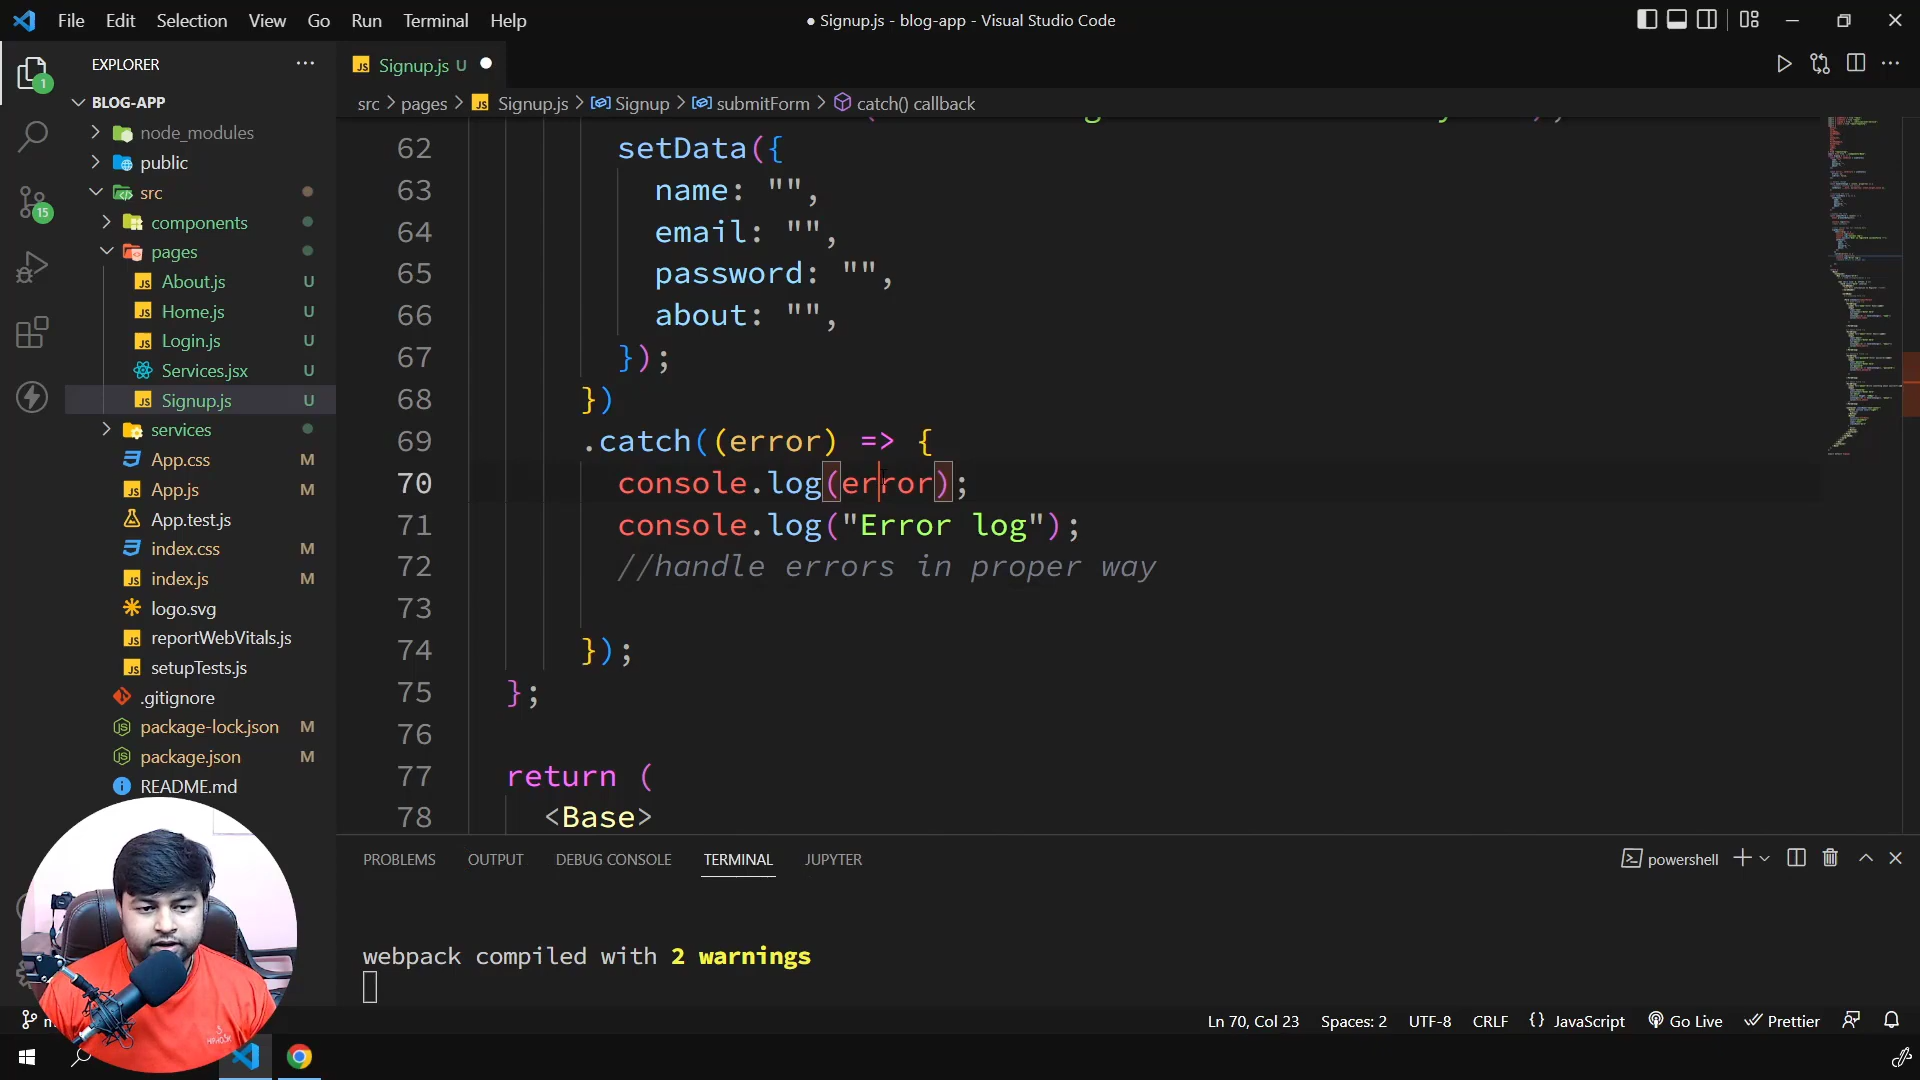 File Edit Selection View Go Run Terminal Help
● Signup.js - blog-app - Visual Studio Code
EXPLORER
BLOG-APP
node_modules
public
src
components
pages
About.js U
Home.js U
Login.js U
Services.jsx U
Signup.js U
services
App.css M
App.js M
App.test.js
index.css M
index.js M
logo.svg
reportWebVitals.js
setupTests.js
.gitignore
package-lock.json M
package.json M
README.md
1
15
Signup.js U
src > pages > Signup.js > Signup > submitForm > catch() callback
62 setData({
63 name: "",
64 email: "",
65 password: "",
66 about: "",
67 });
68 })
69 .catch((error) => {
70 console.log(error);
71 console.log("Error log");
72 //handle errors in proper way
73
74 });
75 };
76
77 return (
78 <Base>
PROBLEMS OUTPUT DEBUG CONSOLE TERMINAL JUPYTER
powershell
webpack compiled with 2 warnings
Ln 70, Col 23 Spaces: 2 UTF-8 CRLF {} JavaScript Go Live Prettier